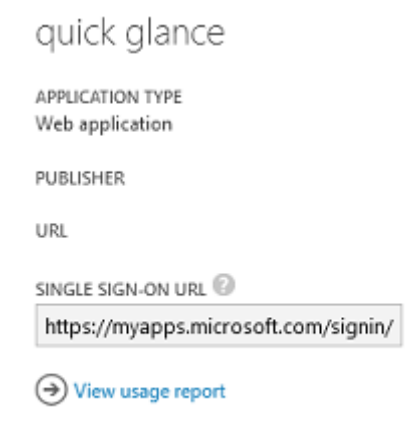 quick glance
APPLICATION TYPE
Web application
PUBLISHER
URL
SINGLE SIGN-ON URL ?
https://myapps.microsoft.com/signin/
View usage report